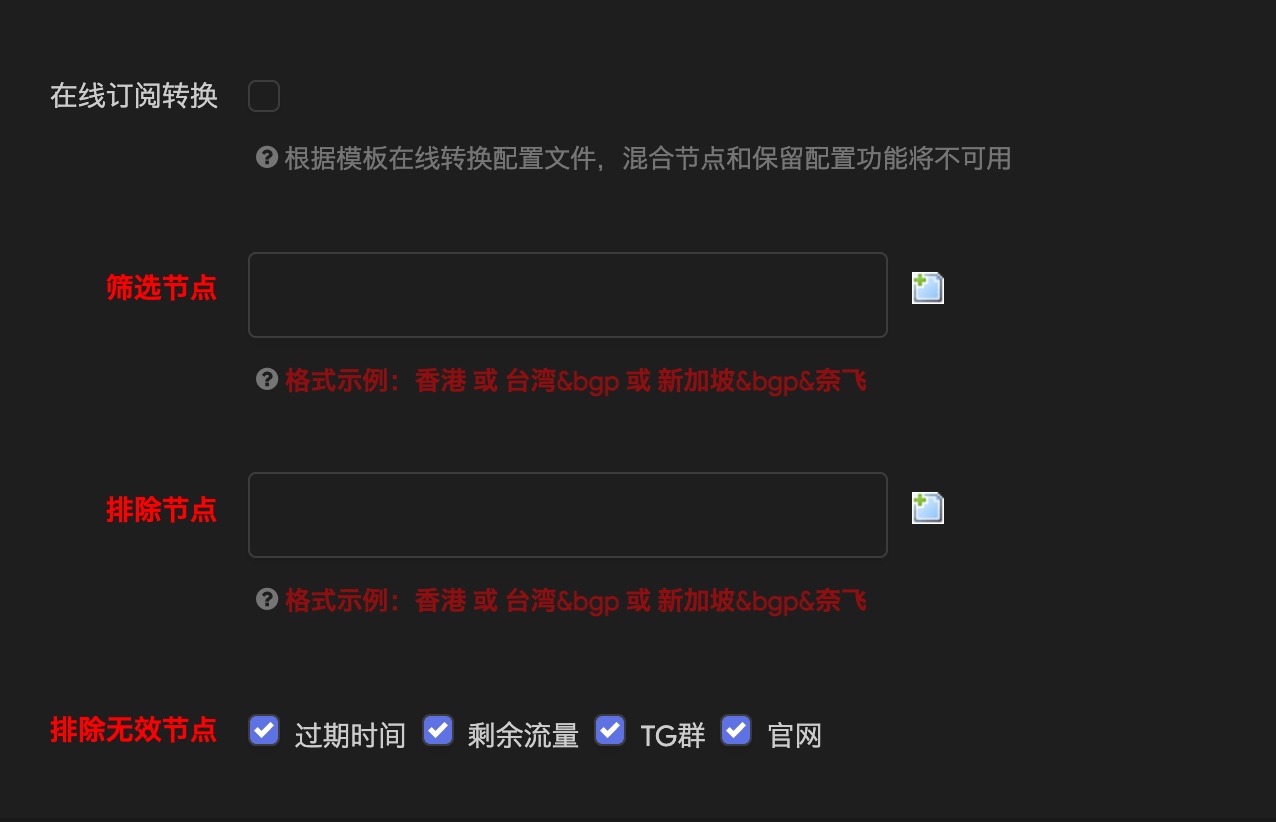 在线订阅转换
根据模板在线转换配置文件，混合节点和保留配置功能将不可用
筛选节点
格式示例：香港 或 台湾&bgp 或 新加坡&bgp&奈飞
排除节点
格式示例：香港 或 台湾&bgp 或 新加坡&bgp&奈飞
排除无效节点 过期时间 剩余流量 TG群 官网